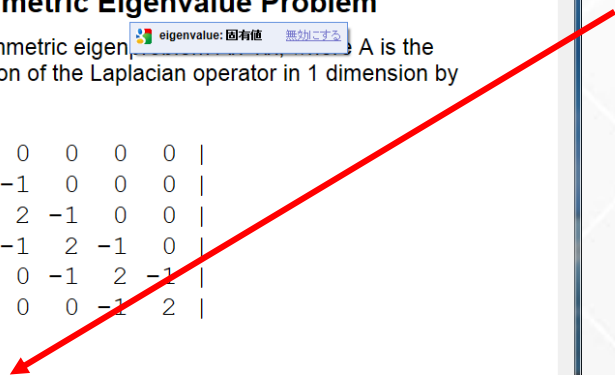 metric Eigenvalue Problem
eigenvalue: 固有値 無効にする
mmetric eigen A is the
on of the Laplacian operator in 1 dimension by
0 0 0 0 |
-1 0 0 0 |
2 -1 0 0 |
-1 2 -1 0 |
0 -1 2 -1 |
0 0 -1 2 |